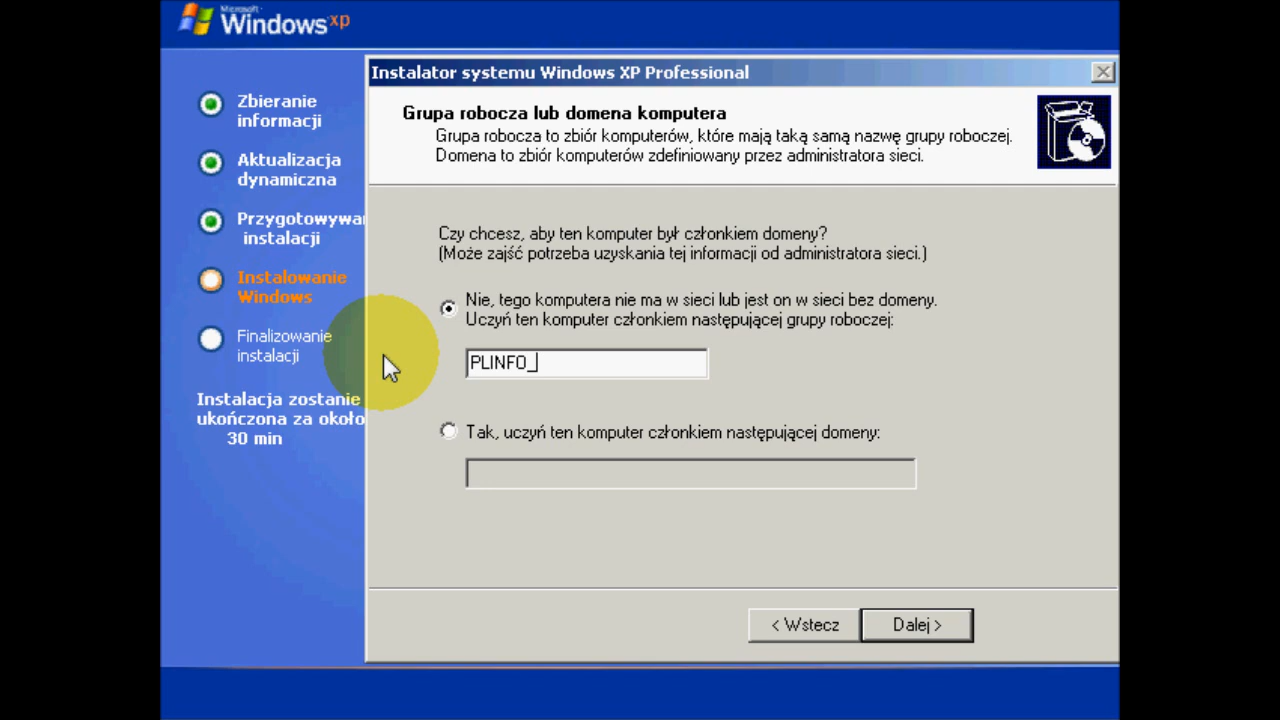 Microsoft
Windows xp
Zbieranie
informacji
Aktualizacja
dynamiczna
Przygotowywa
instalacji
Instalowanie
Windows
Finalizowanie
instalacji
Instalacja zostanie
ukończona za około
30 min
Instalator systemu Windows XP Professional
Grupa robocza lub domena komputera
Grupa robocza to zbiór komputerów, które mają taką samą nazwę grupy roboczej.
Domena to zbiór komputerów zdefiniowany przez administratora sieci.
Czy chcesz, aby ten komputer był członkiem domeny?
(Może zajść potrzeba uzyskania tej informacji od administratora sieci.)
Nie, tego komputera nie ma w sieci lub jest on w sieci bez domeny.
Uczyń ten komputer członkiem następującej grupy roboczej:
PLINFO_
Tak, uczyń ten komputer członkiem następującej domeny:
< Wstecz
Dalej >